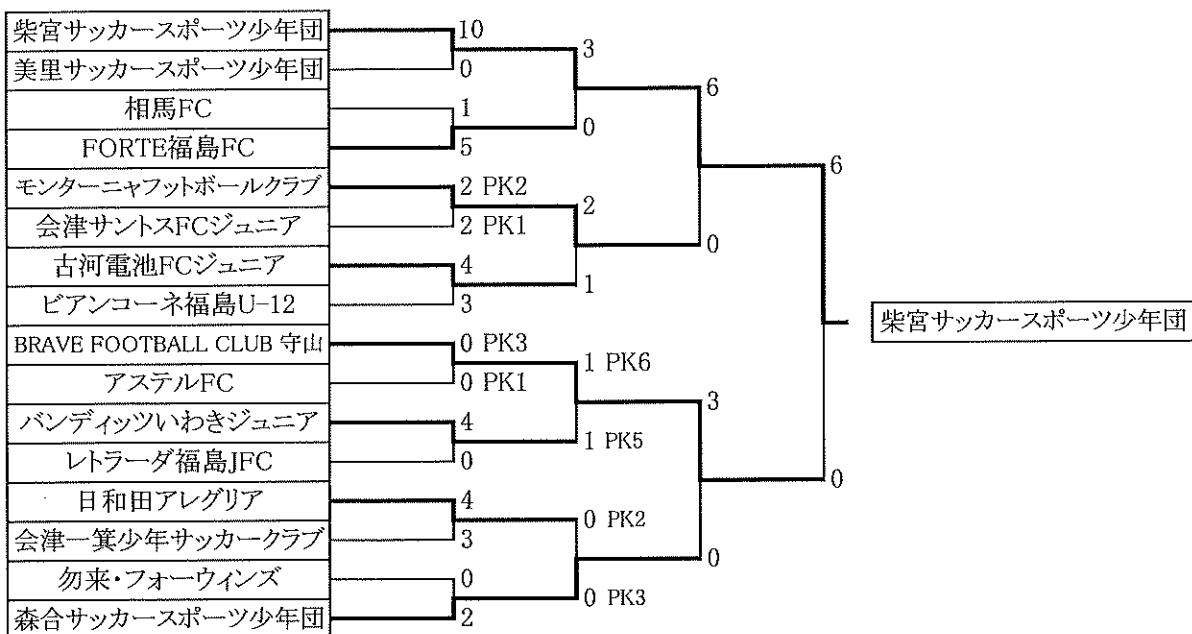 柴宮サッカースポーツ少年団
美里サッカースポーツ少年団
相馬FC
FORTE福島FC
モンターニャフットボールクラブ
会津サントスFCジュニア
古河電池FCジュニア
ビアンコーネ福島U-12
BRAVE FOOTBALL CLUB 守山
アステルFC
バンディッツいわきジュニア
レトラーダ福島JFC
日和田アレグリア
会津一箕少年サッカークラブ
勿来・フォーウィンズ
森合サッカースポーツ少年団
10
0
1
5
2 PK2
2 PK1
4
3
0 PK3
0 PK1
4
0
4
3
0
2
3
0
2
1
1 PK6
1 PK5
0 PK2
0 PK3
6
0
3
0
6
0
柴宮サッカースポーツ少年団